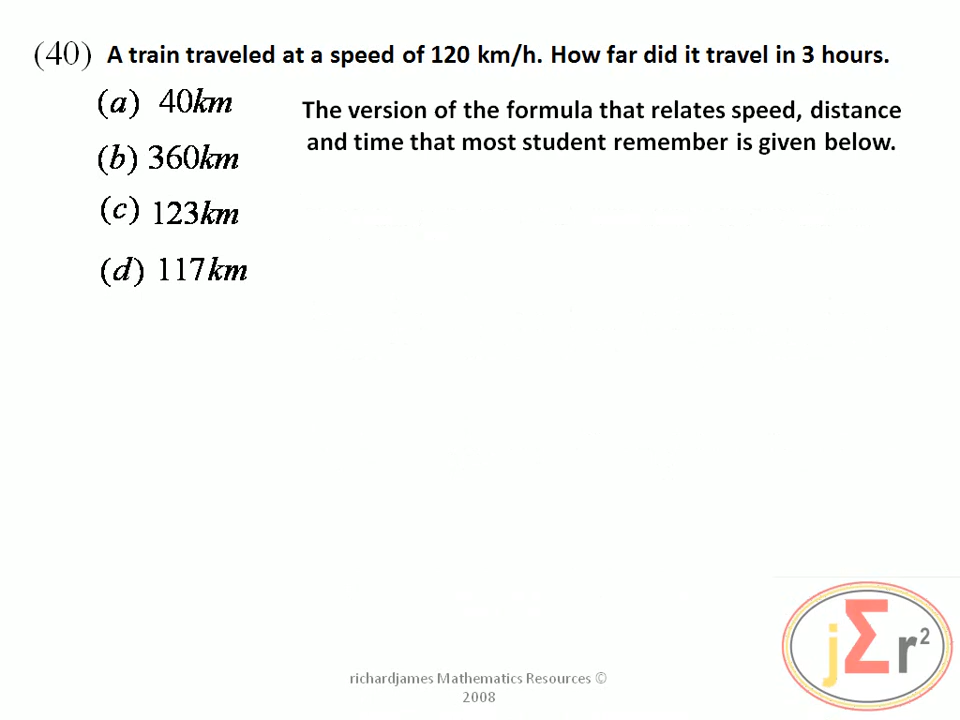 (40) A train traveled at a speed of 120 km/h. How far did it travel in 3 hours.
(a) 40km
The version of the formula that relates speed, distance
and time that most student remember is given below.
(b) 360km
(c) 123km
(d) 117km
jΣr²
richardjames Mathematics Resources ©
2008